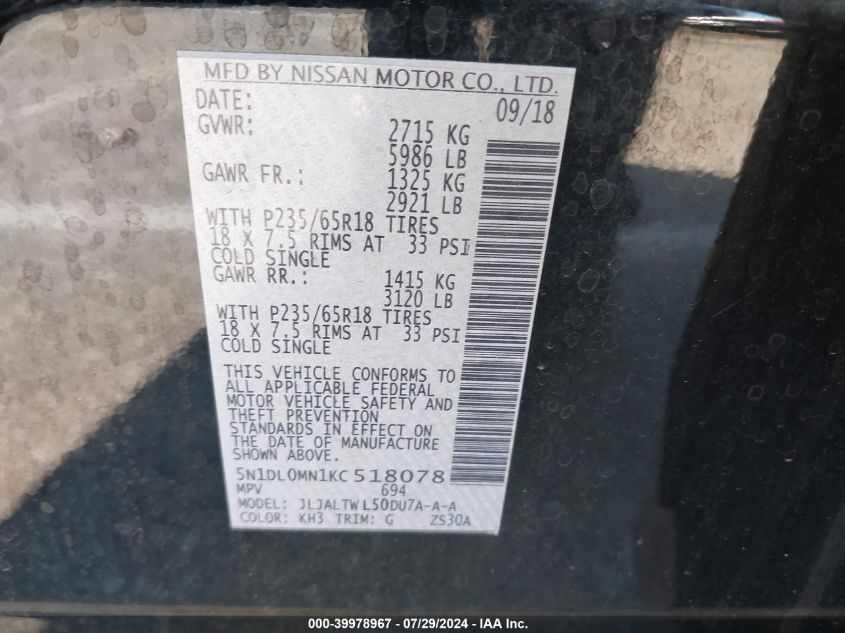 MFD BY NISSAN MOTOR CO., LTD.
DATE: 09/18
GVWR: 2715 KG
5986 LB
GAWR FR.: 1325 KG
2921 LB
WITH P235/65R18 TIRES
18 X 7.5 RIMS AT 33 PSI
COLD SINGLE
GAWR RR.: 1415 KG
3120 LB
WITH P235/65R18 TIRES
18 X 7.5 RIMS AT 33 PSI
COLD SINGLE
THIS VEHICLE CONFORMS TO
ALL APPLICABLE FEDERAL
MOTOR VEHICLE SAFETY AND
THEFT PREVENTION
STANDARDS IN EFFECT ON
THE DATE OF MANUFACTURE
SHOWN ABOVE.
5N1DL0MN1KC518078
MPV 694
MODEL: JLJALTWL50DU7A-A-A
COLOR: KH3 TRIM: G ZS30A
000-39978967 - 07/29/2024 - IAA Inc.